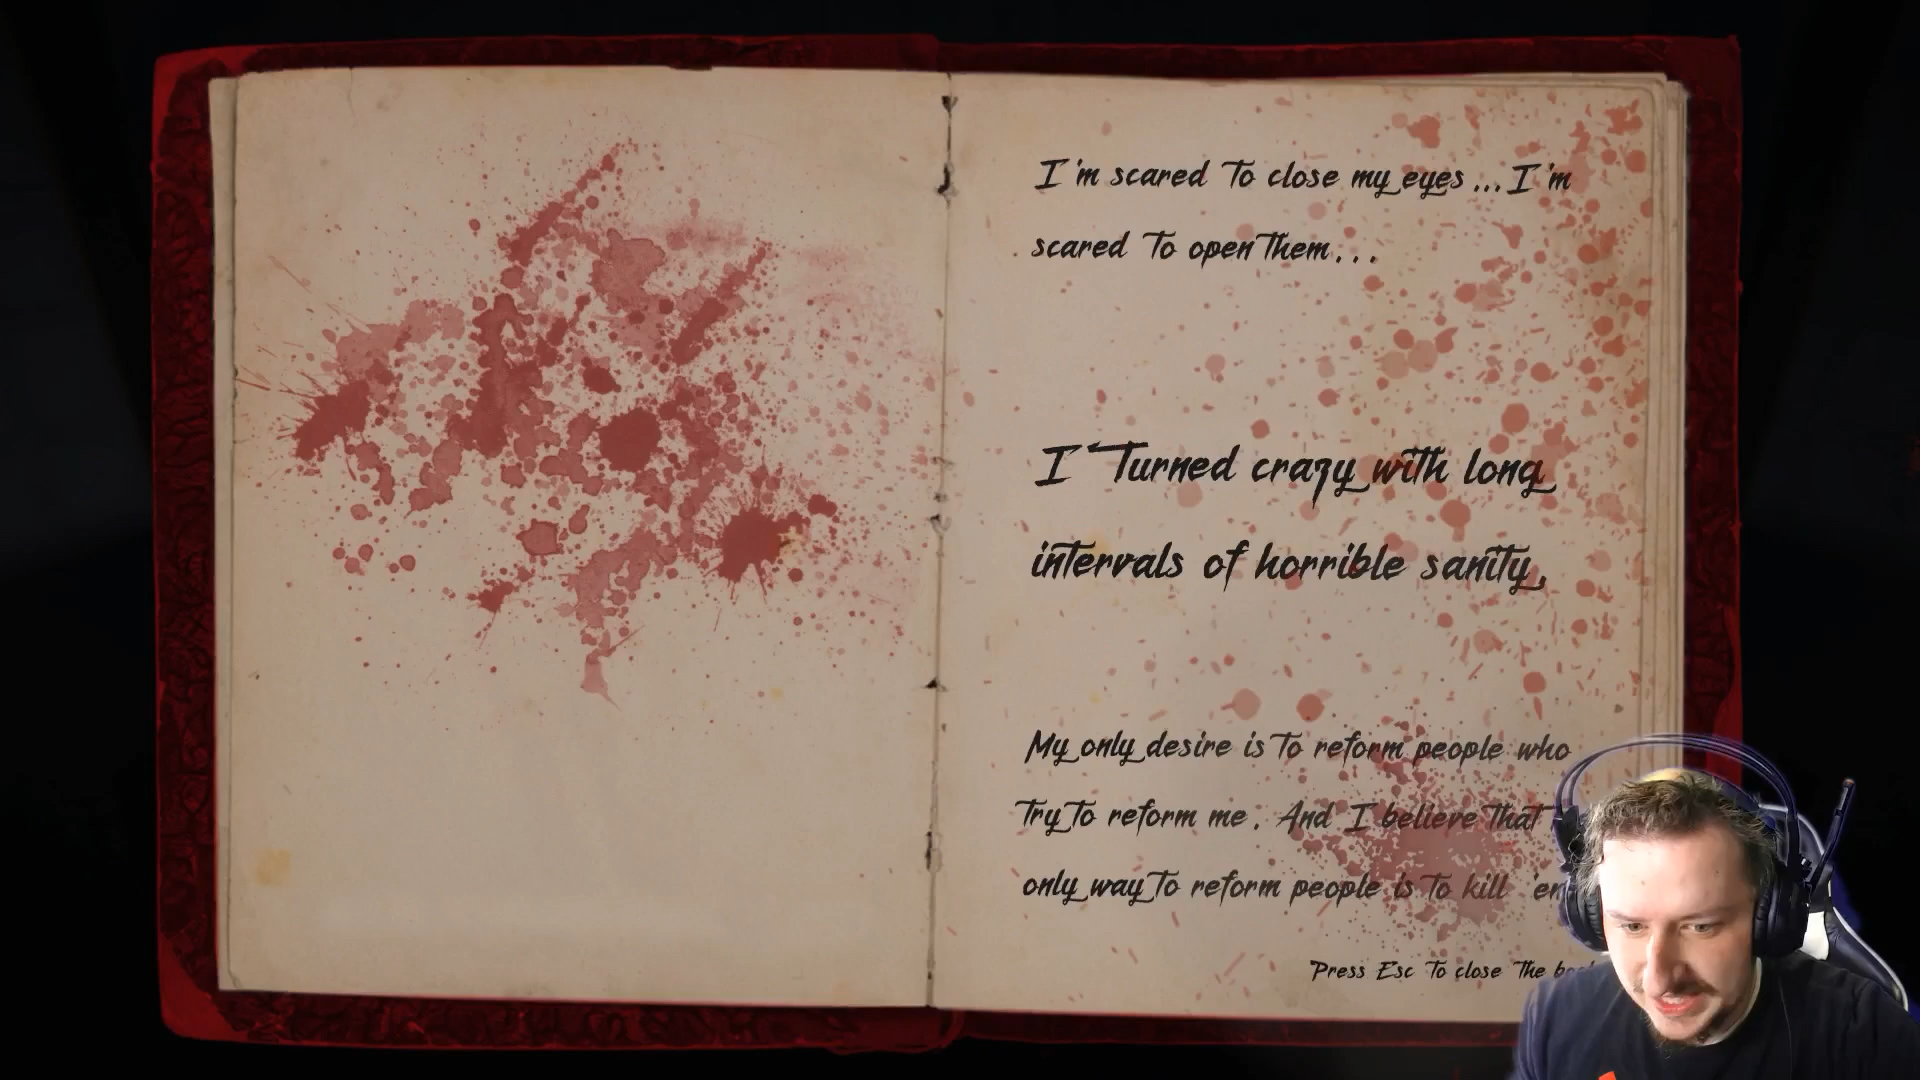 I'm scared to close my eyes...I'm
scared to open them...
I turned crazy with long
intervals of horrible sanity,
My only desire is to reform people who
try to reform me. And I believe that
only way to reform people is to kill
Press Esc to close the